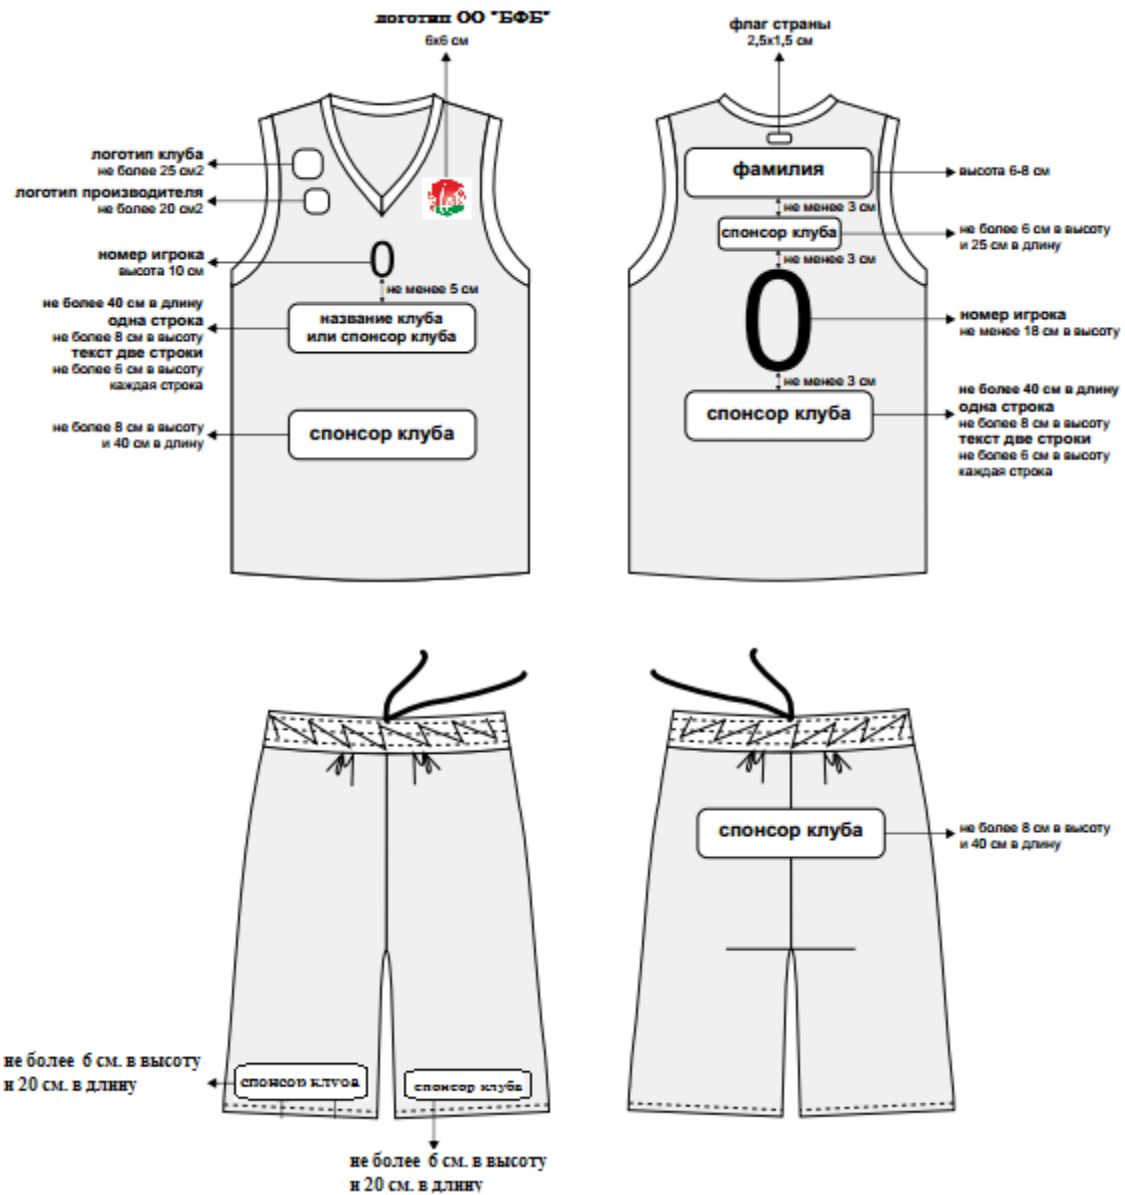 логотип ОО "БФБ"
6х6 см
флаг страны
2,5х1,5 см
логотип клуба
не более 25 см2
логотип производителя
не более 20 см2
номер игрока
высота 10 см
0
не менее 5 см
не более 40 см в длину
одна строка
не более 8 см в высоту
текст две строки
не более 6 см в высоту
каждая строка
название клуба
или спонсор клуба
не более 8 см в высоту
и 40 см в длину
спонсор клуба
фамилия
высота 6-8 см
не менее 3 см
спонсор клуба
не более 6 см в высоту
и 25 см в длину
не менее 3 см
0
номер игрока
не менее 18 см в высоту
не менее 3 см
спонсор клуба
не более 40 см в длину
одна строка
не более 8 см в высоту
текст две строки
не более 6 см в высоту
каждая строка
спонсор клуба
не более 8 см в высоту
и 40 см в длину
не более 6 см. в высоту
и 20 см. в длину
спонсор клуба
спонсор клуба
не более 6 см. в высоту
и 20 см. в длину